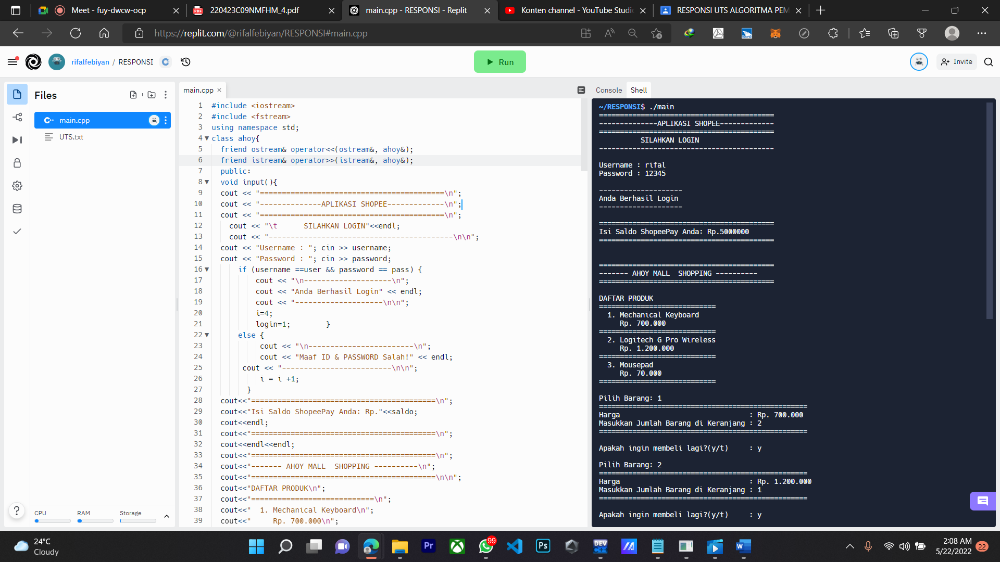 Meet - fuy-dwcw-ocp
220423C09NMFHM_4.pdf
main.cpp - RESPONSI - Replit
Konten channel - YouTube Studi
RESPONSI UTS ALGORITMA PEM
https://replit.com/@rifalfebiyan/RESPONSI#main.cpp
rifalfebiyan / RESPONSI
Run
Invite
Files
main.cpp
UTS.txt
CPU
RAM
Storage
main.cpp
1 #include <iostream>
2 #include <fstream>
3 using namespace std;
4 class ahoy{
5 friend ostream& operator<<(ostream&, ahoy&);
6 friend istream& operator>>(istream&, ahoy&);
7 public:
8 void input(){
9 cout << "==========================================\n";
10 cout << "--------------APLIKASI SHOPEE-------------\n";
11 cout << "==========================================\n";
12 cout << "\t      SILAHKAN LOGIN"<<endl;
13 cout << "------------------------------------------\n\n";
14 cout << "Username : "; cin >> username;
15 cout << "Password : "; cin >> password;
16 if (username ==user && password == pass) {
17 cout << "\n--------------------\n";
18 cout << "Anda Berhasil Login" << endl;
19 cout << "--------------------\n\n";
20 i=4;
21 login=1;        }
22 else {
23 cout << "\n------------------------\n";
24 cout << "Maaf ID & PASSWORD Salah!" << endl;
25 cout << "-------------------------\n\n";
26 i = i +1;
27 }
28 cout<<"==========================================\n";
29 cout<<"Isi Saldo ShopeePay Anda: Rp."<<saldo;
30 cout<<endl;
31 cout<<"==========================================\n";
32 cout<<endl<<endl;
33 cout<<"==========================================\n";
34 cout<<"------- AHOY MALL  SHOPPING ----------\n";
35 cout<<"==========================================\n\n";
36 cout<<"DAFTAR PRODUK\n";
37 cout<<"============================\n";
38 cout<<"  1. Mechanical Keyboard\n";
39 cout<<"     Rp. 700.000\n";
Console
Shell
~/RESPONSI$ ./main
==========================================
--------------APLIKASI SHOPEE-------------
==========================================
SILAHKAN LOGIN
------------------------------------------
Username : rifal
Password : 12345
--------------------
Anda Berhasil Login
--------------------
==========================================
Isi Saldo ShopeePay Anda: Rp.5000000
==========================================
==========================================
------- AHOY MALL  SHOPPING ----------
==========================================
DAFTAR PRODUK
============================
1. Mechanical Keyboard
Rp. 700.000
============================
2. Logitech G Pro Wireless
Rp. 1.200.000
============================
3. Mousepad
Rp. 70.000
============================
Pilih Barang: 1
==================================================
Harga                               : Rp. 700.000
Masukkan Jumlah Barang di Keranjang : 2
==================================================
Apakah ingin membeli lagi?(y/t)     : y
Pilih Barang: 2
==================================================
Harga                               : Rp. 1.200.000
Masukkan Jumlah Barang di Keranjang : 1
==================================================
Apakah ingin membeli lagi?(y/t)     : y
24°C
Cloudy
Pr
99
Ps
DEV
W
2:08 AM
5/22/2022
22